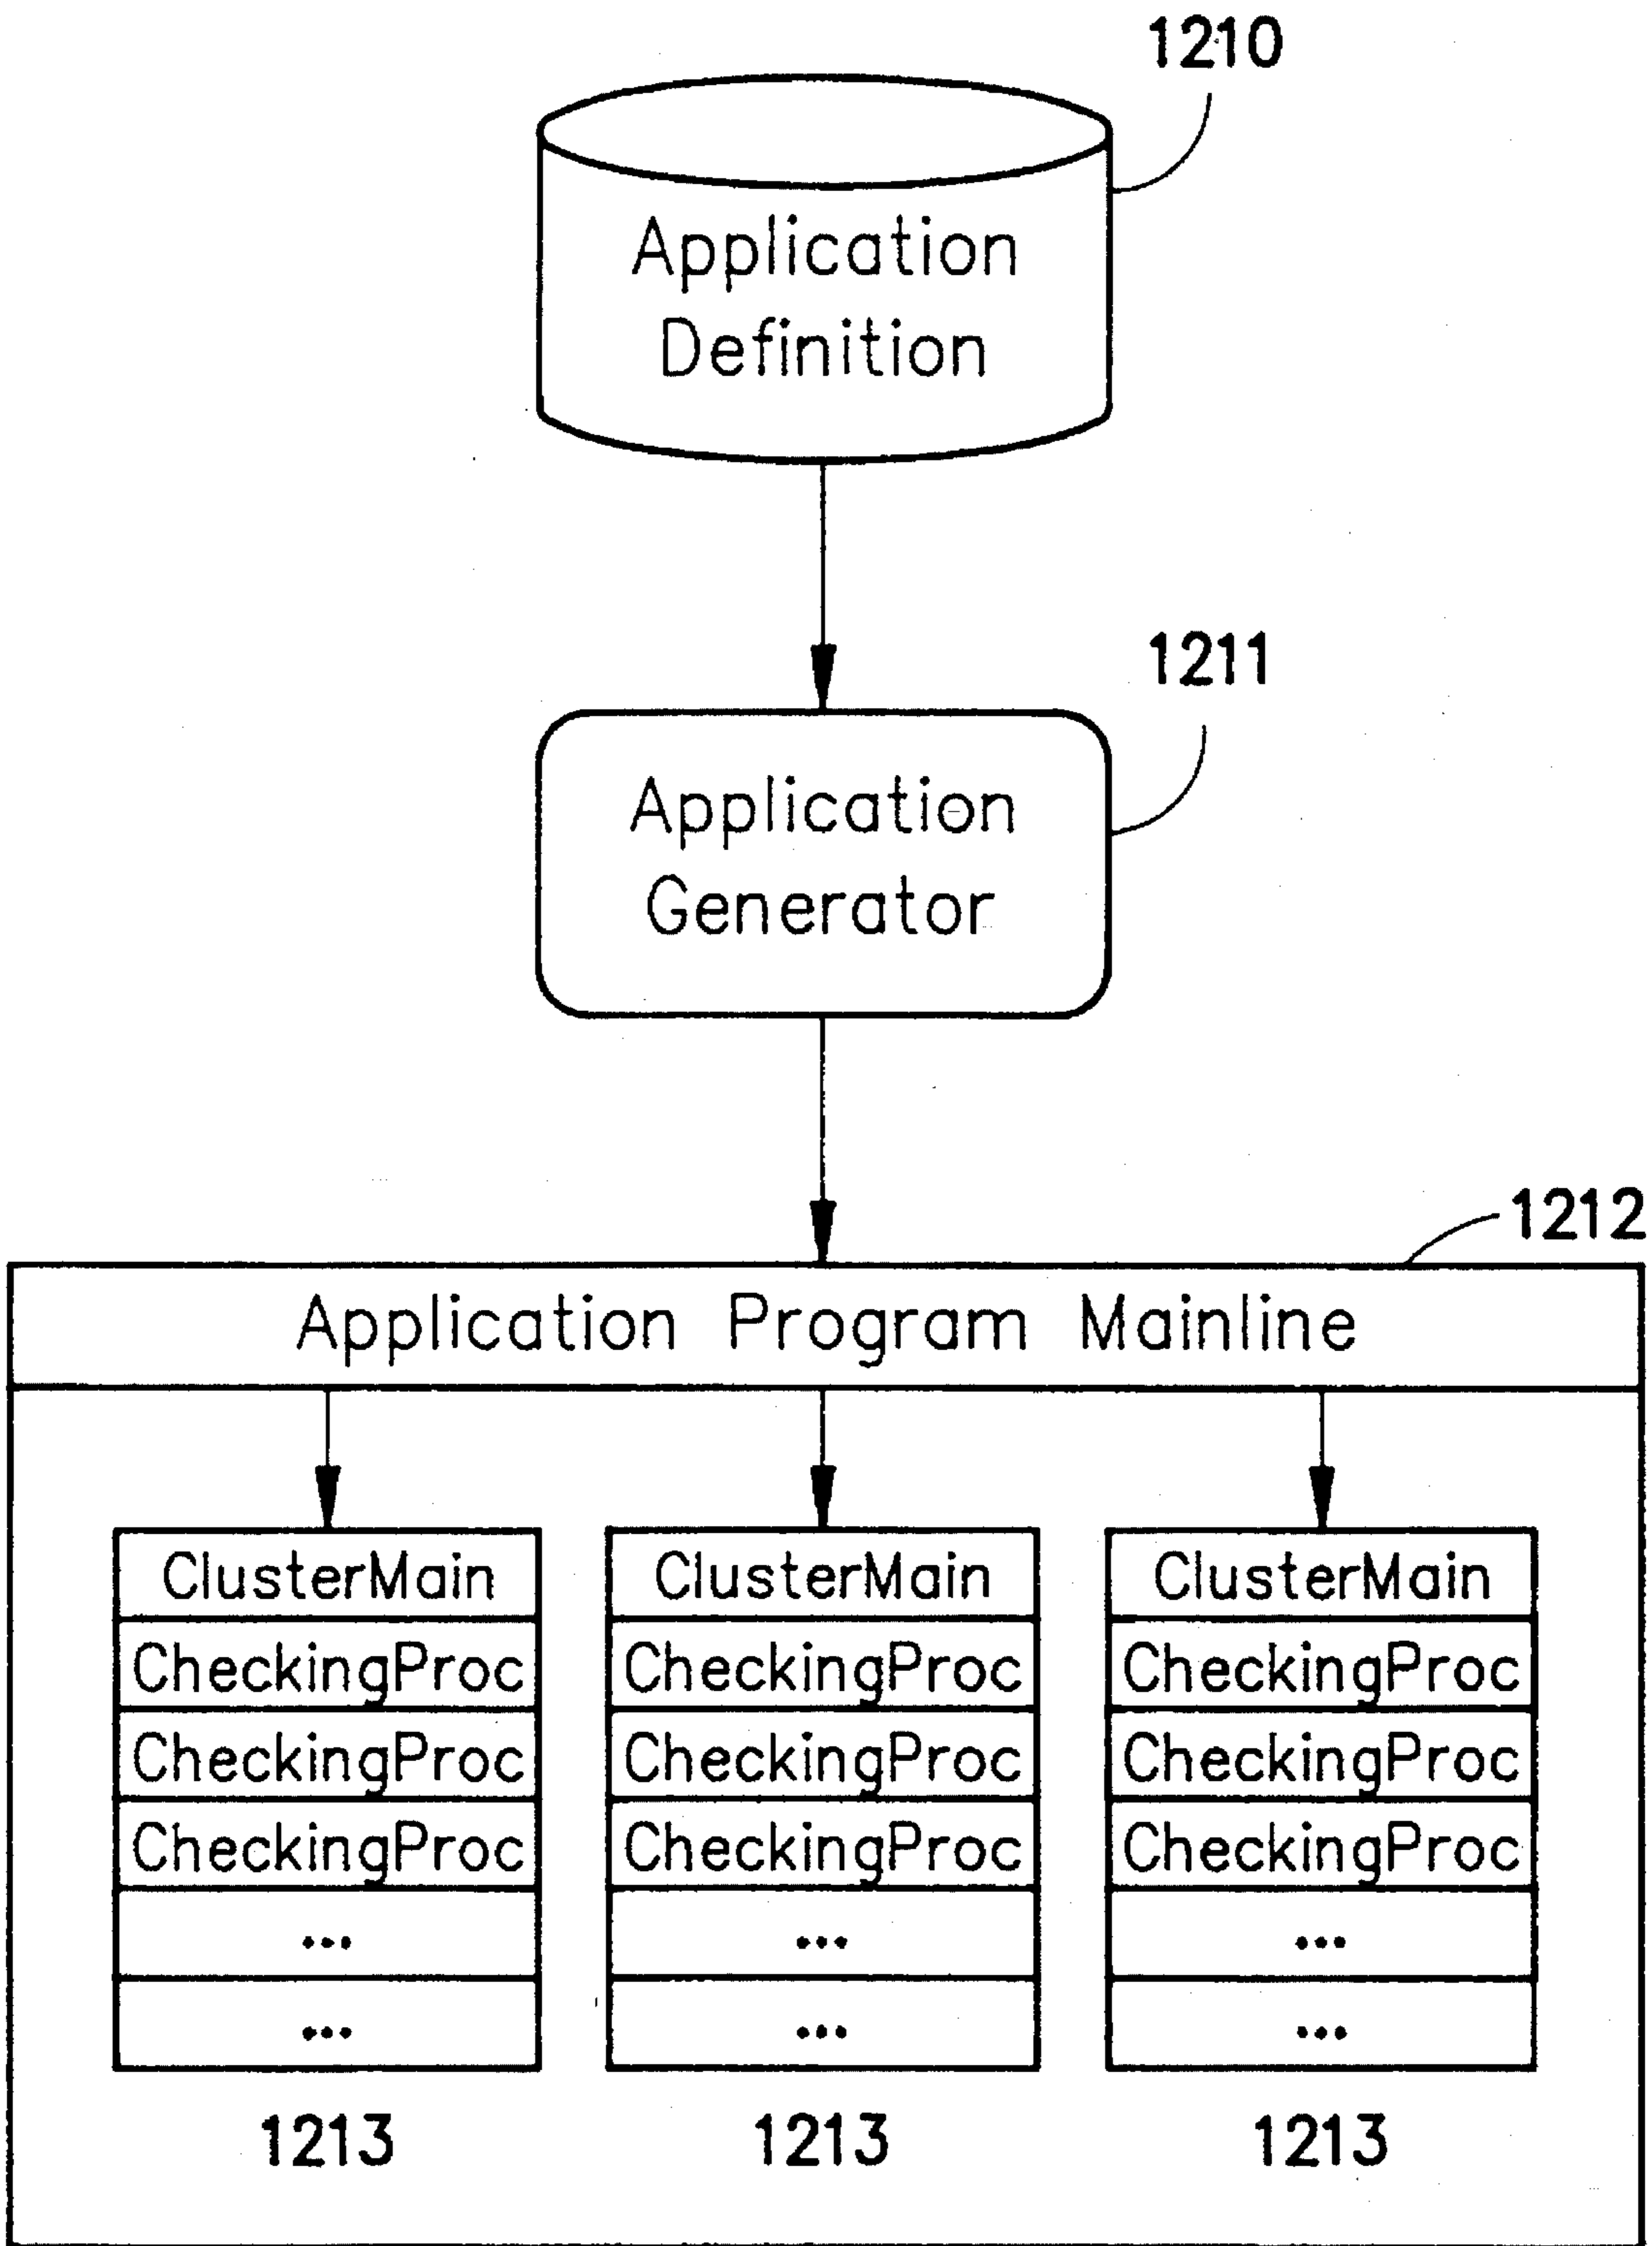 1210
Application
Definition
1211
Application
Generator
1212
Application Program Mainline
ClusterMain ClusterMain ClusterMain
CheckingProc CheckingProc CheckingProc
CheckingProc CheckingProc CheckingProc
CheckingProc CheckingProc CheckingProc
... ... ...
... ... ...
1213 1213 1213